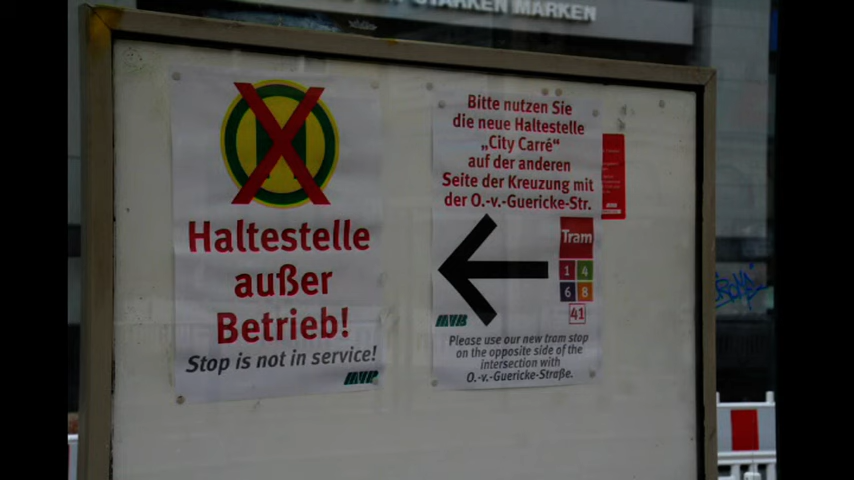 STARKEN MARKEN
Haltestelle
außer
Betrieb!
Stop is not in service!
MVB
Bitte nutzen Sie
die neue Haltestelle
„City Carré“
auf der anderen
Seite der Kreuzung mit
der O.-v.-Guericke-Str.
Tram
1 4
6 8
41
MVB
Please use our new tram stop
on the opposite side of the
intersection with
O.-v.-Guericke-Straße.